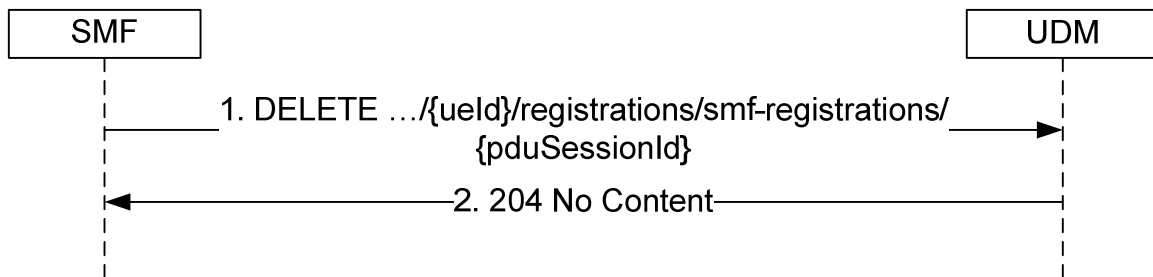 SMF
UDM
1. DELETE …/{ueId}/registrations/smf-registrations/
{pduSessionId}
2. 204 No Content